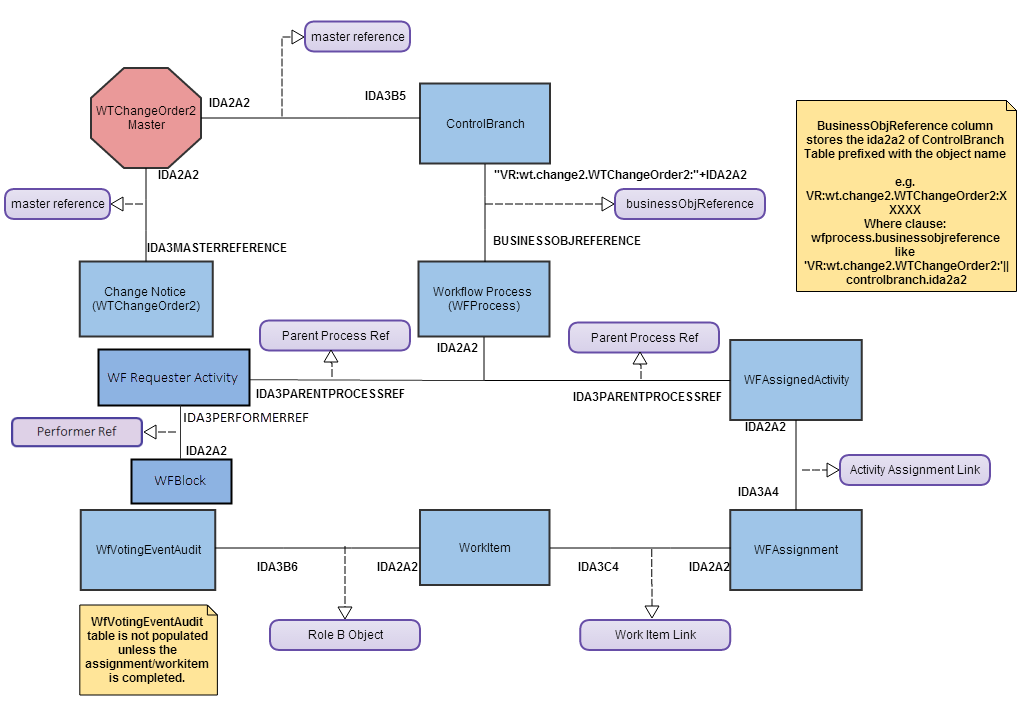 master reference
WTChangeOrder2
Master
IDA2A2
IDA3B5
ControlBranch
BusinessObjReference column
stores the ida2a2 of ControlBranch
Table prefixed with the object name
e.g.
VR:wt.change2.WTChangeOrder2:X
XXXX
Where clause:
wfprocess.businessobjreference
like
'VR:wt.change2.WTChangeOrder2:'||
controlbranch.ida2a2
IDA2A2
"VR:wt.change2.WTChangeOrder2:"+IDA2A2
master reference
businessObjReference
IDA3MASTERREFERENCE
BUSINESSOBJREFERENCE
Change Notice
(WTChangeOrder2)
Workflow Process
(WFProcess)
Parent Process Ref
Parent Process Ref
IDA2A2
WF Requester Activity
WFAssignedActivity
IDA3PARENTPROCESSREF
IDA3PARENTPROCESSREF
IDA3PERFORMERREF
Performer Ref
IDA2A2
IDA2A2
WFBlock
Activity Assignment Link
IDA3A4
WfVotingEventAudit
WorkItem
WFAssignment
IDA3B6
IDA2A2
IDA3C4
IDA2A2
Role B Object
Work Item Link
WfVotingEventAudit
table is not populated
unless the
assignment/workitem
is completed.